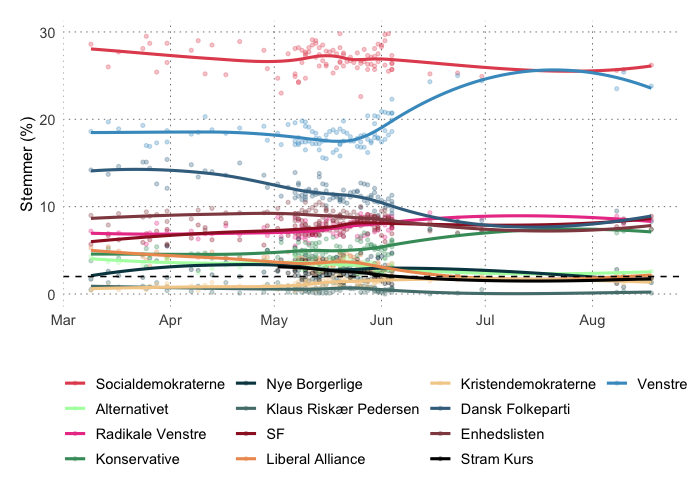 30
20
10
0
Stemmer (%)
Mar Apr May Jun Jul Aug
Socialdemokraterne Nye Borgerlige Kristendemokraterne Venstre
Alternativet Klaus Riskær Pedersen Dansk Folkeparti
Radikale Venstre SF Enhedslisten
Konservative Liberal Alliance Stram Kurs